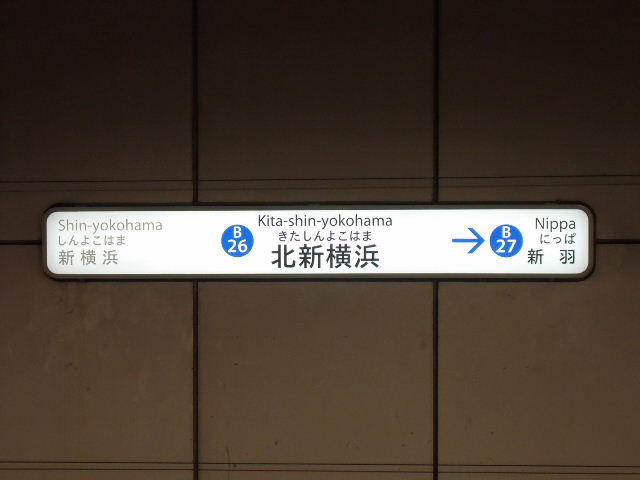 Shin-yokohama
しんよこはま
新横浜
B
26
Kita-shin-yokohama
きたしんよこはま
北新横浜
B
27
Nippa
にっぱ
新羽